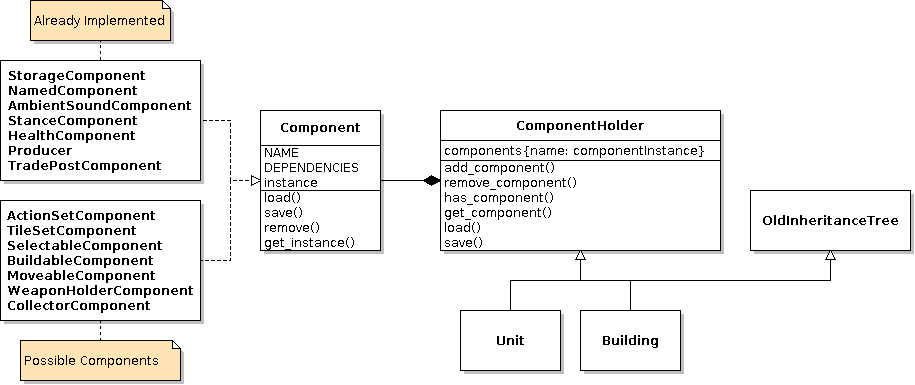 Already Implemented
StorageComponent
NamedComponent
AmbientSoundComponent
StanceComponent
HealthComponent
Producer
TradePostComponent
ActionSetComponent
TileSetComponent
SelectableComponent
BuildableComponent
MoveableComponent
WeaponHolderComponent
CollectorComponent
Possible Components
Component
NAME
DEPENDENCIES
instance
load()
save()
remove()
get_instance()
ComponentHolder
components{name: componentInstance}
add_component()
remove_component()
has_component()
get_component()
load()
save()
OldInheritanceTree
Unit
Building